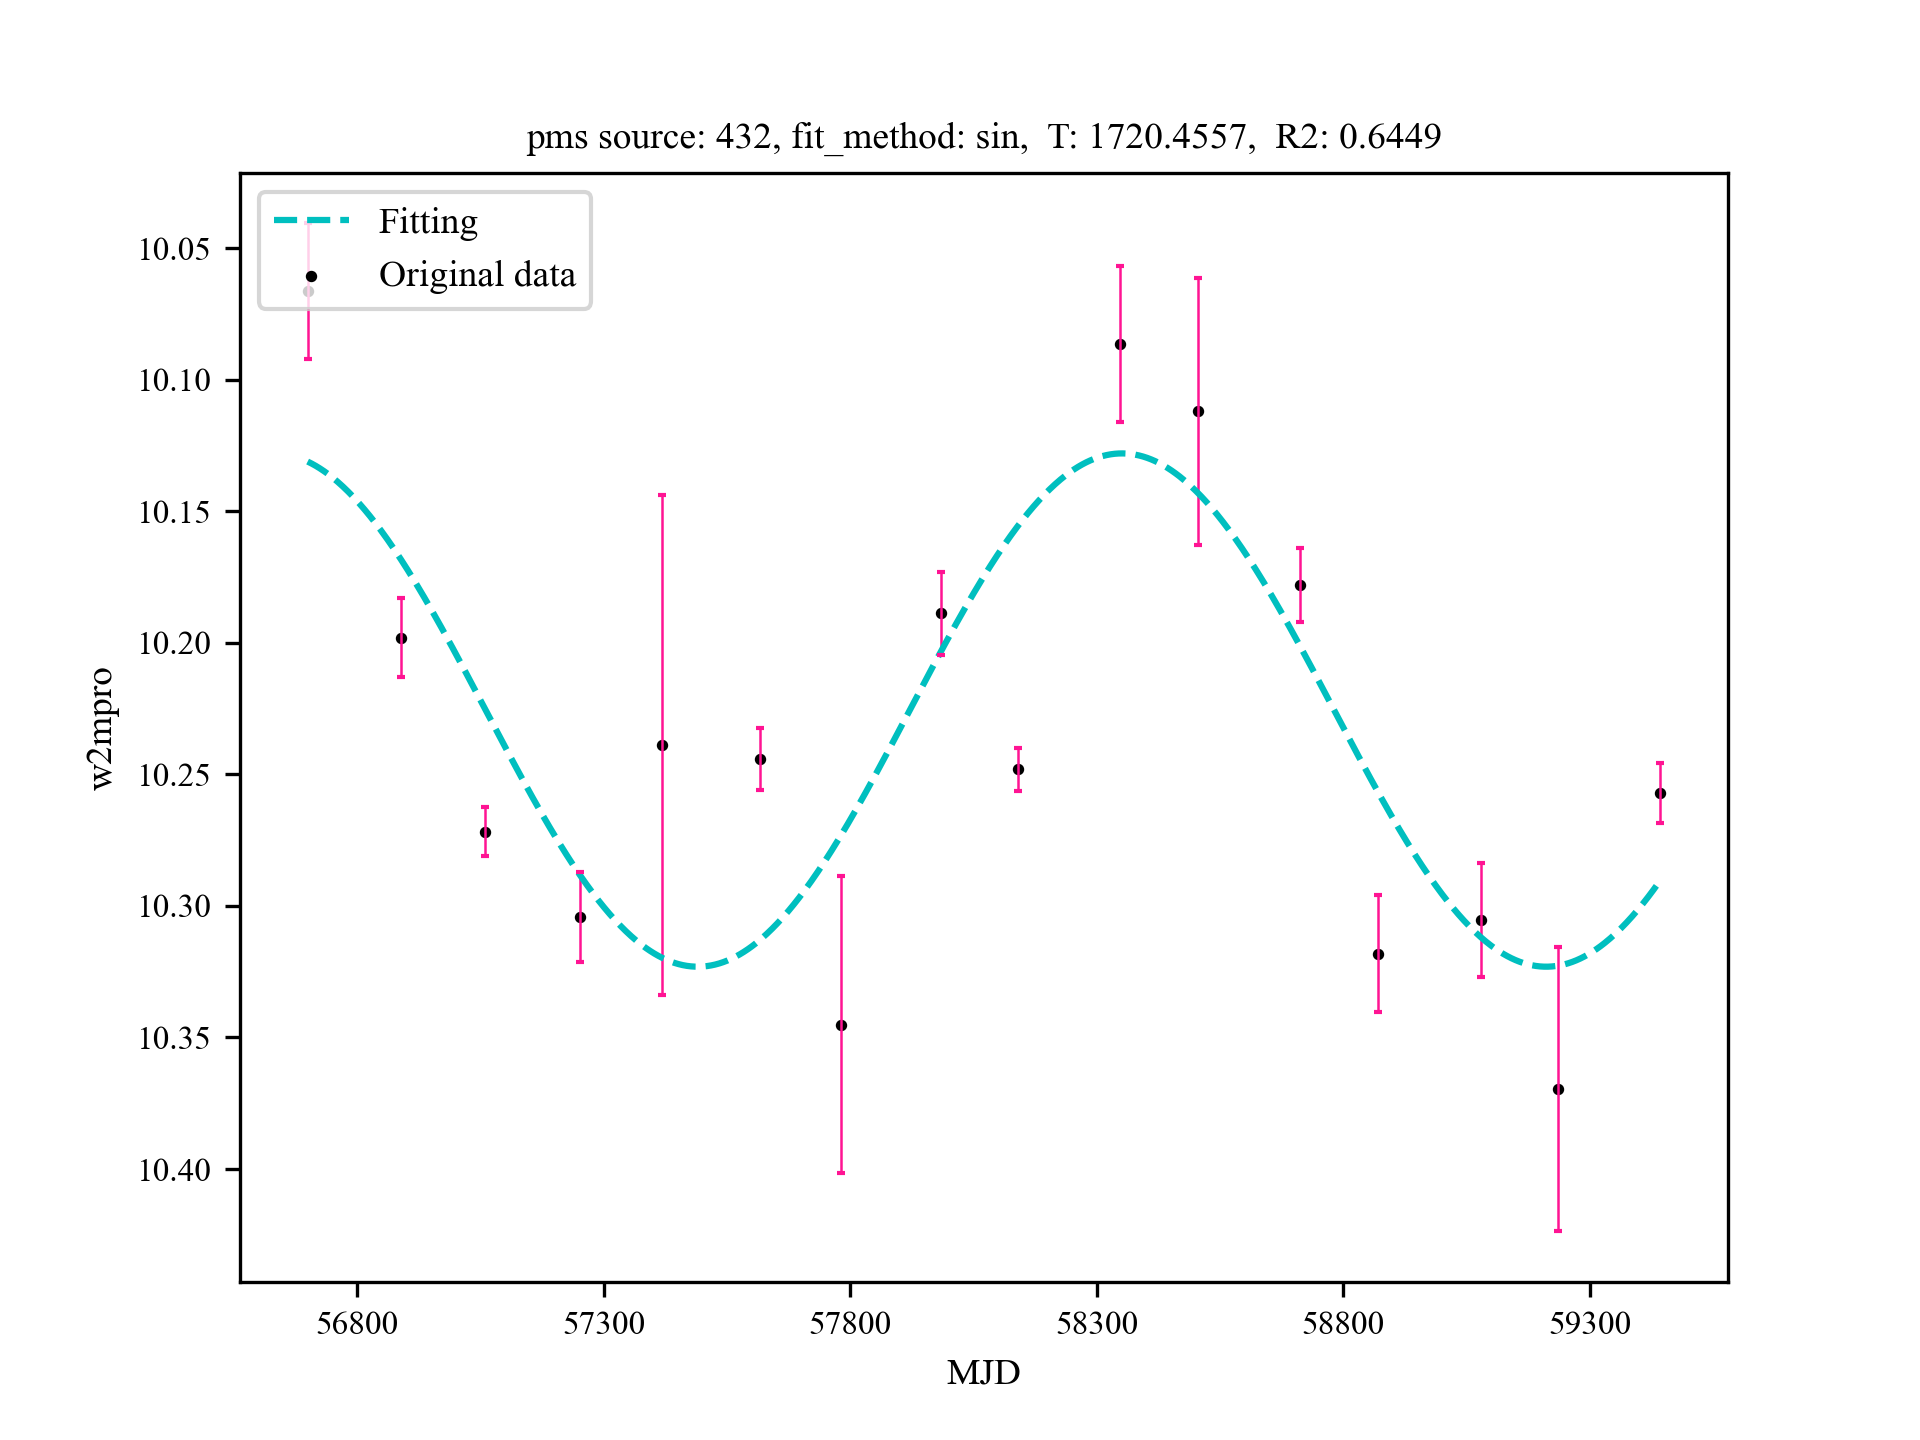 pms source: 432, fit_method: sin, T: 1720.4557, R2: 0.6449
Fitting
Original data
10.05
10.10
10.15
10.20
10.25
10.30
10.35
10.40
w2mpro
56800 57300 57800 58300 58800 59300
MJD